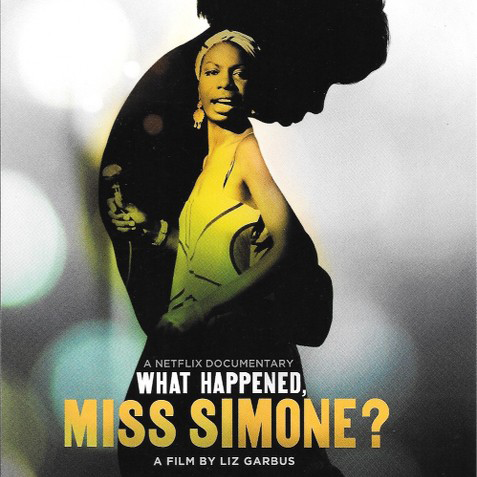 A NETFLIX DOCUMENTARY
WHAT HAPPENED,
MISS SIMONE?
A FILM BY LIZ GARBUS